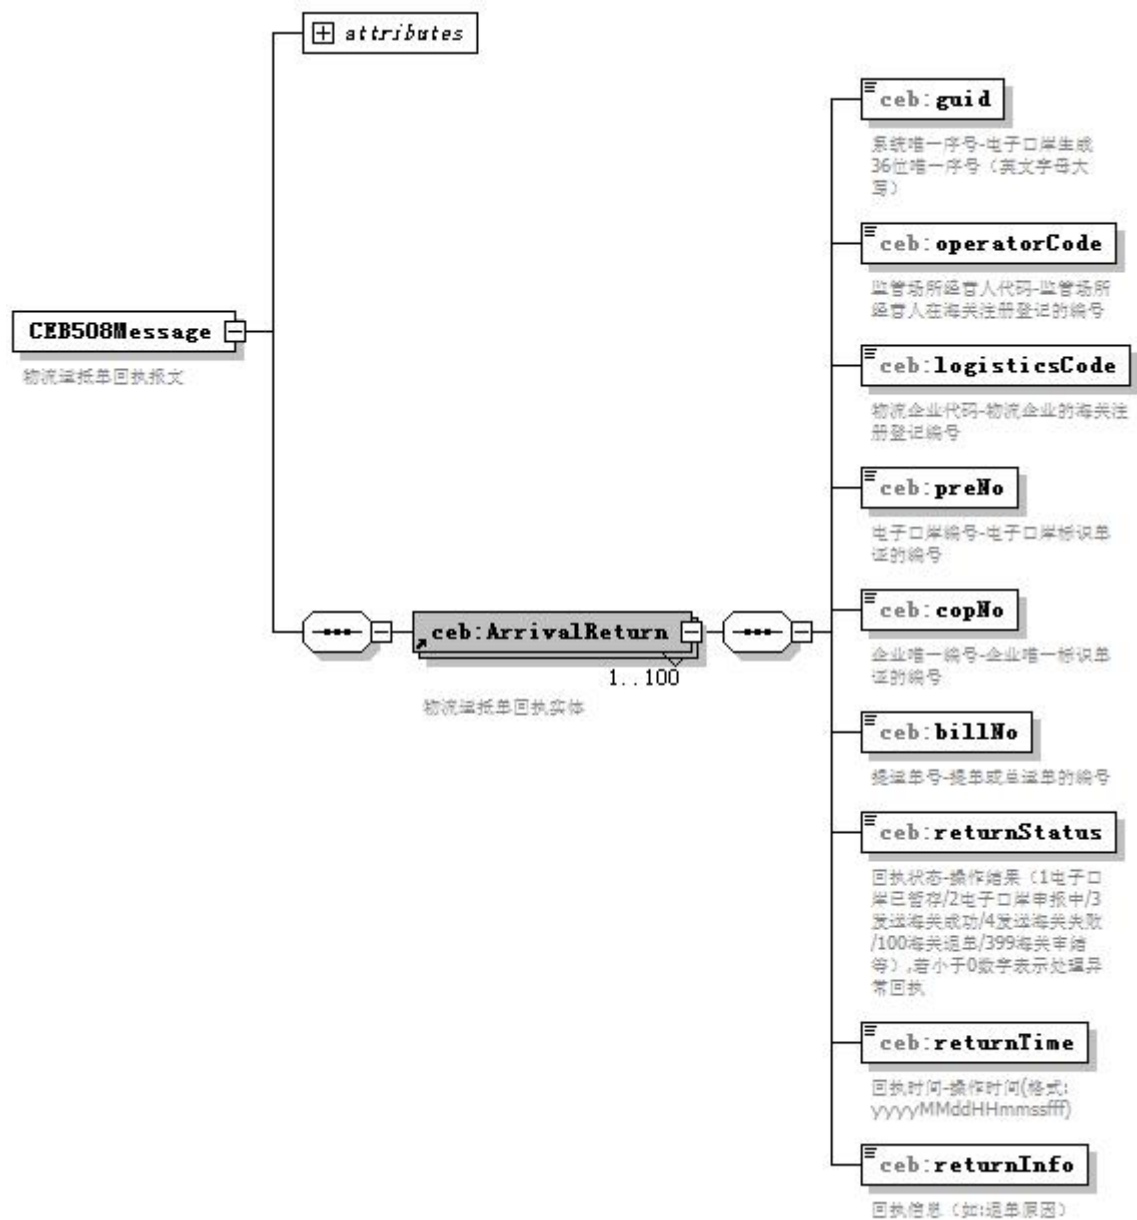 attributes
ceb:guid
系统唯一序号-电子口岸生成
36位唯一序号（英文字母大
写）
ceb:operatorCode
监管场所经营人代码-监管场所
经营人在海关注册登记的编号
CEB508Message
物流运抵单回执报文
ceb:logisticsCode
物流企业代码-物流企业的海关注
册登记编号
ceb:preNo
电子口岸编号-电子口岸标识单
证的编号
ceb:ArrivalReturn
1..100
物流运抵单回执实体
ceb:copNo
企业唯一编号-企业唯一标识单
证的编号
ceb:billNo
提运单号-提单或总运单的编号
ceb:returnStatus
回执状态-操作结果（1电子口
岸已暂存/2电子口岸申报中/3
发送海关成功/4发送海关失败
/100海关退单/399海关审结
等）,若小于0数字表示处理异
常回执
ceb:returnTime
回执时间-操作时间(格式:
yyyyMMddHHmmssfff)
ceb:returnInfo
回执信息（如:退单原因）